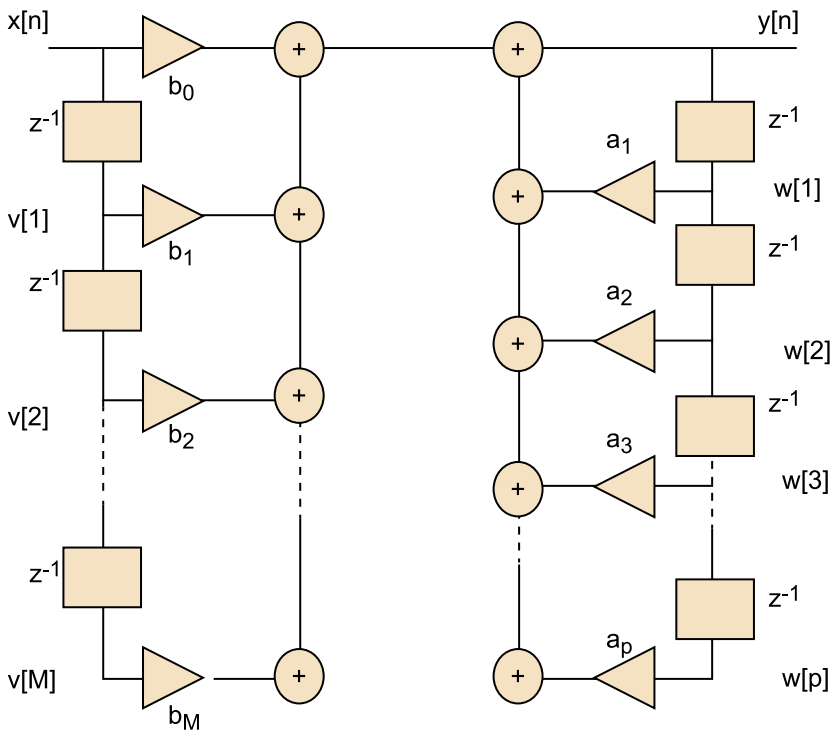 x[n]
y[n]
+
+
b₀
z⁻¹
z⁻¹
a₁
w[1]
+
v[1]
+
b₁
z⁻¹
z⁻¹
a₂
+
w[2]
+
v[2]
b₂
z⁻¹
a₃
w[3]
+
z⁻¹
z⁻¹
aₚ
v[M]
+
+
w[p]
b_M